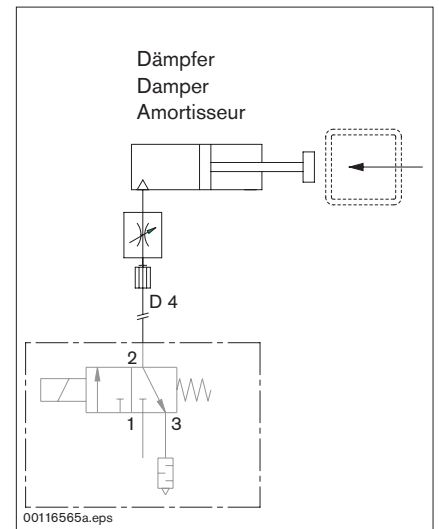 Dämpfer
Damper
Amortisseur
D 4
2
1
3
00116565a.eps